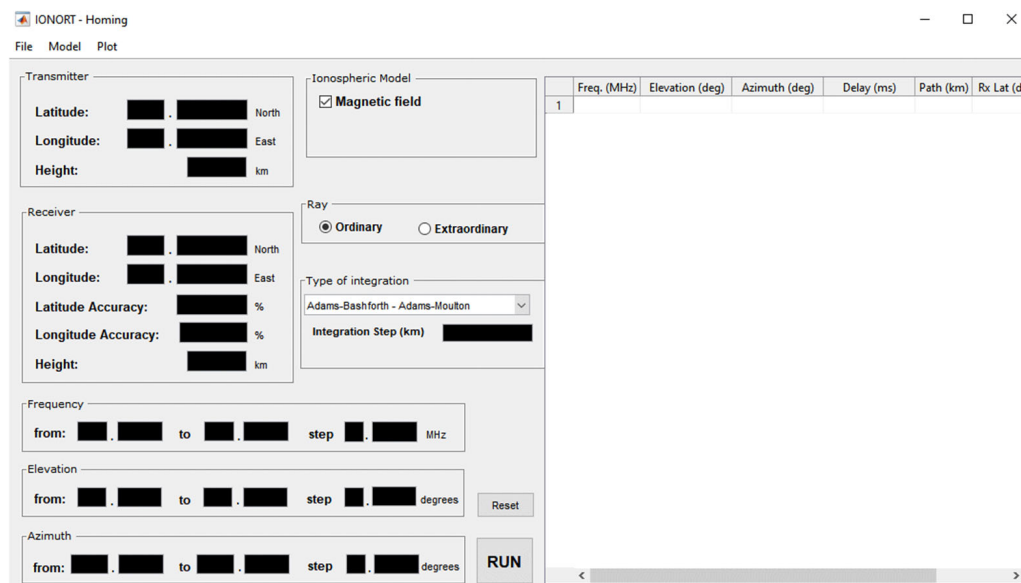 IONORT - Homing
File Model Plot
Transmitter
Latitude: . North
Longitude: . East
Height: km
Ionospheric Model
Magnetic field
Receiver
Latitude: . North
Longitude: . East
Latitude Accuracy: %
Longitude Accuracy: %
Height: km
Ray
Ordinary Extraordinary
Type of integration
Adams-Bashforth - Adams-Moulton
Integration Step (km)
Frequency
from: . to . step . MHz
Elevation
from: . to . step . degrees
Reset
Azimuth
from: . to . step . degrees
RUN
Freq. (MHz) Elevation (deg) Azimuth (deg) Delay (ms) Path (km) Rx Lat (d
1